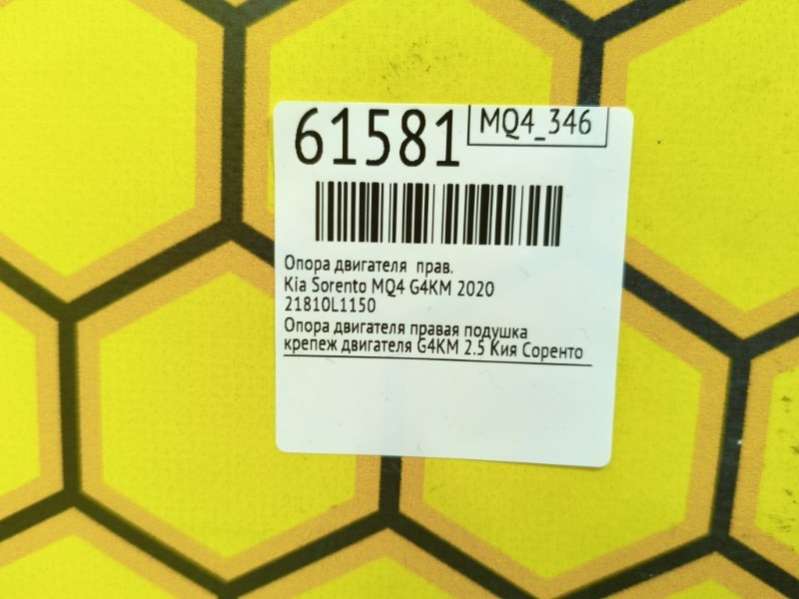 61581
MQ4_346
Опора двигателя прав.
Kia Sorento MQ4 G4KM 2020
21810L1150
Опора двигателя правая подушка
крепеж двигателя G4KM 2.5 Кия Соренто